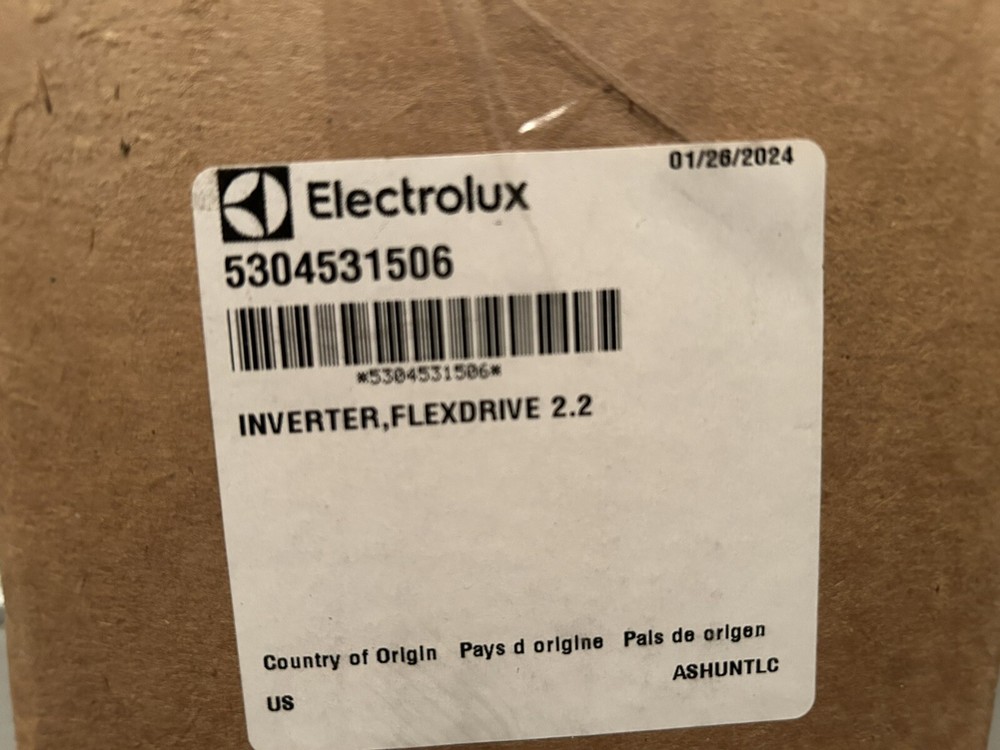 01/26/2024
Electrolux
5304531506
*5304531506*
INVERTER,FLEXDRIVE 2.2
Country of Origin Pays d origine Pais de origen
ASHUNTLC
US